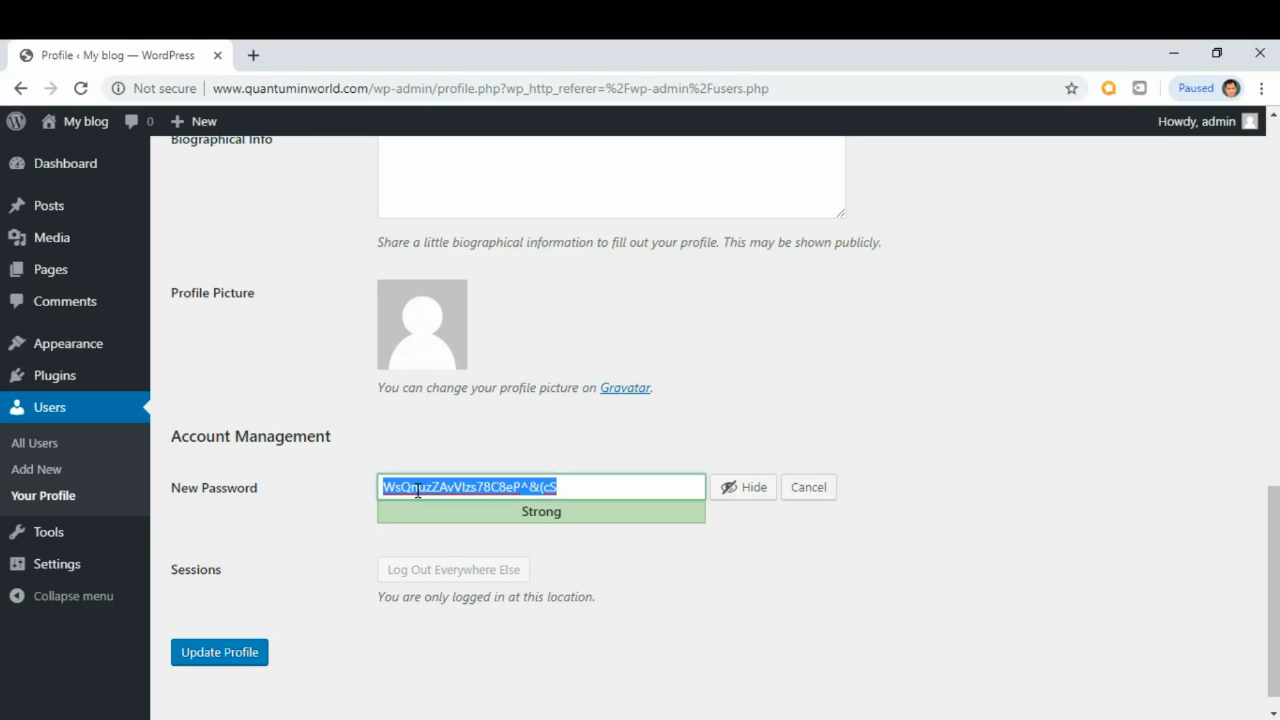 Profile ‹ My blog — WordPress
Not secure www.quantuminworld.com/wp-admin/profile.php?wp_http_referer=%2Fwp-admin%2Fusers.php Paused
My blog 0 New Howdy, admin
Biographical Info
Dashboard
Posts
Media
Pages
Comments
Appearance
Plugins
Users
All Users
Add New
Your Profile
Tools
Settings
Collapse menu
Share a little biographical information to fill out your profile. This may be shown publicly.
Profile Picture
You can change your profile picture on Gravatar.
Account Management
New Password
Hide Cancel
Strong
Sessions Log Out Everywhere Else
You are only logged in at this location.
Update Profile